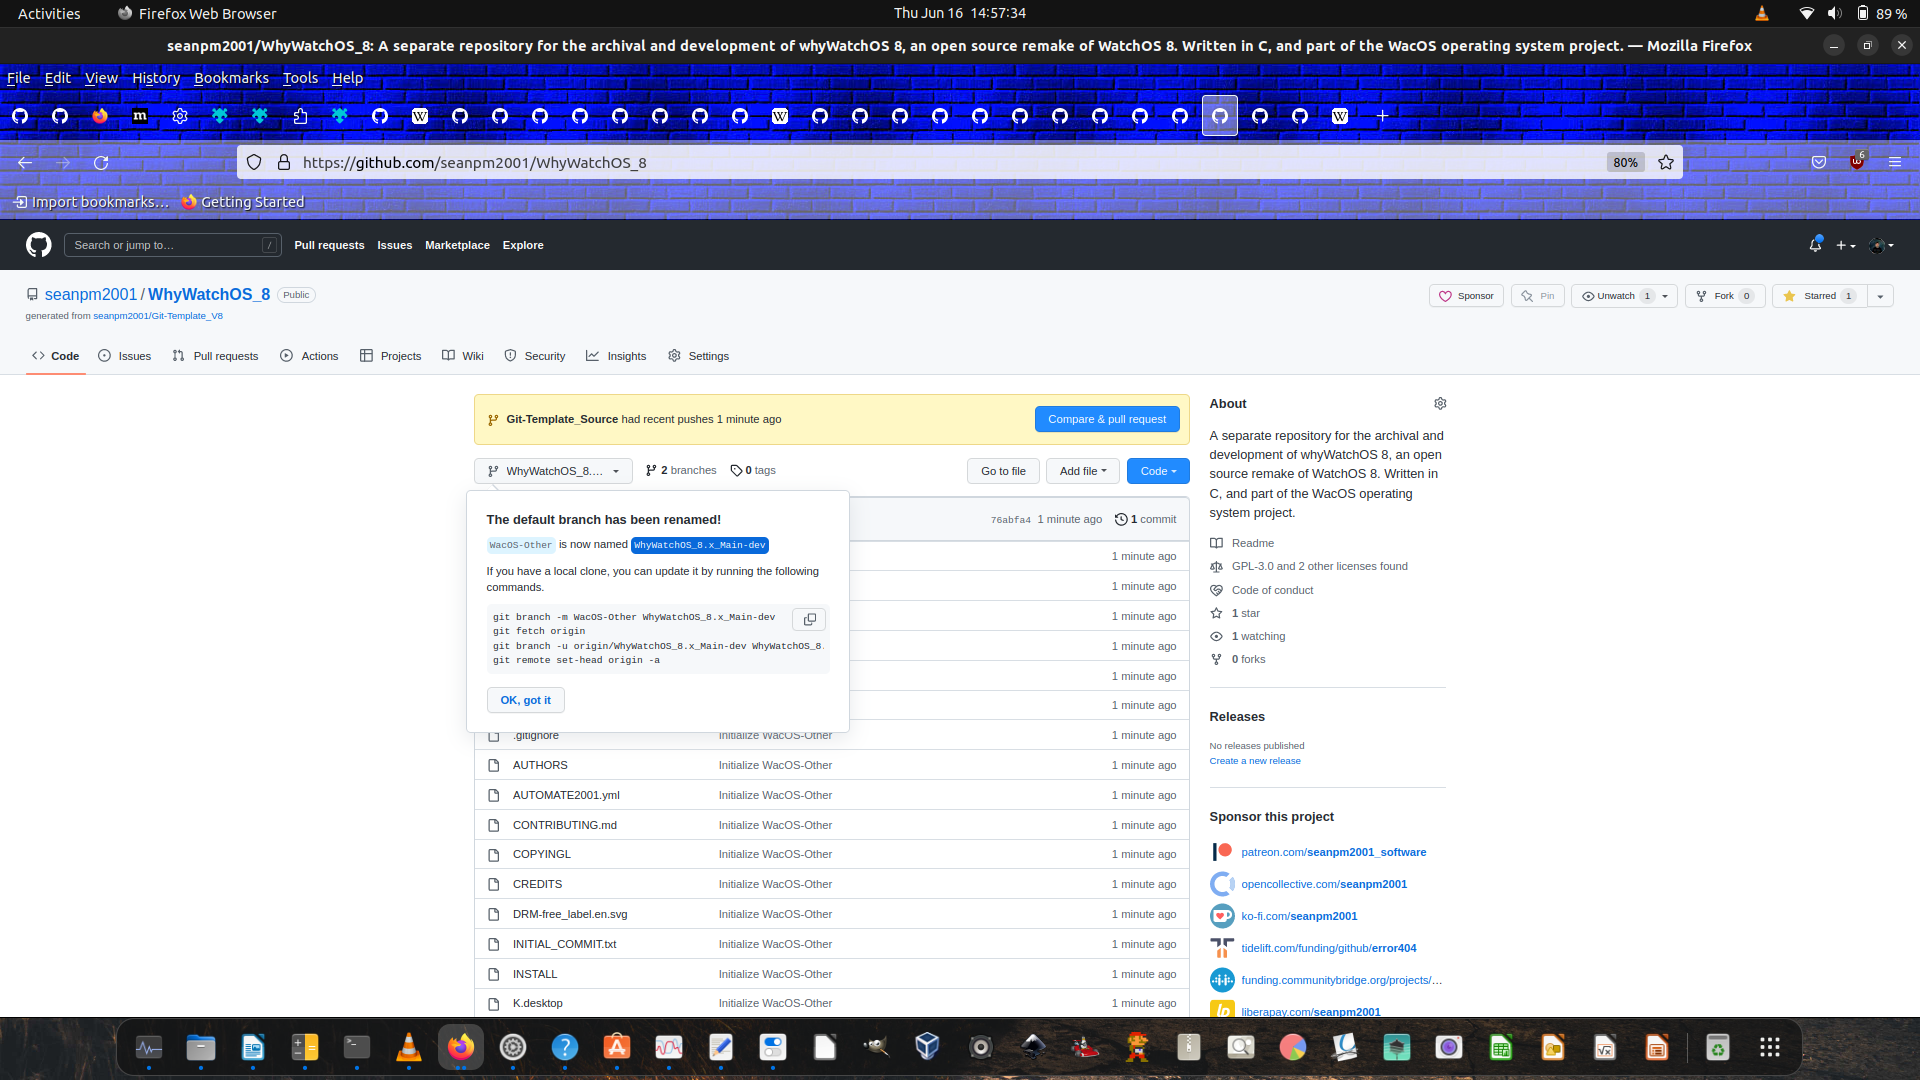 Activities
Firefox Web Browser
Thu Jun 16 14:57:34
89 %
seanpm2001/WhyWatchOS_8: A separate repository for the archival and development of whyWatchOS 8, an open source remake of WatchOS 8. Written in C, and part of the WacOS operating system project. — Mozilla Firefox
File Edit View History Bookmarks Tools Help
https://github.com/seanpm2001/WhyWatchOS_8
80%
6
Import bookmarks…
Getting Started
Search or jump to…
/
Pull requests Issues Marketplace Explore
seanpm2001 / WhyWatchOS_8 Public
generated from seanpm2001/Git-Template_V8
Sponsor
Pin
Unwatch 1
Fork 0
Starred 1
Code Issues Pull requests Actions Projects Wiki Security Insights Settings
Git-Template_Source had recent pushes 1 minute ago
Compare & pull request
WhyWatchOS_8....
2 branches
0 tags
Go to file
Add file
Code
The default branch has been renamed!
WacOS-Other is now named WhyWatchOS_8.x_Main-dev
If you have a local clone, you can update it by running the following
commands.
git branch -m WacOS-Other WhyWatchOS_8.x_Main-dev
git fetch origin
git branch -u origin/WhyWatchOS_8.x_Main-dev WhyWatchOS_8.
git remote set-head origin -a
OK, got it
76abfa4 1 minute ago
1 commit
1 minute ago
1 minute ago
1 minute ago
1 minute ago
1 minute ago
1 minute ago
.gitignore Initialize WacOS-Other 1 minute ago
AUTHORS Initialize WacOS-Other 1 minute ago
AUTOMATE2001.yml Initialize WacOS-Other 1 minute ago
CONTRIBUTING.md Initialize WacOS-Other 1 minute ago
COPYINGL Initialize WacOS-Other 1 minute ago
CREDITS Initialize WacOS-Other 1 minute ago
DRM-free_label.en.svg Initialize WacOS-Other 1 minute ago
INITIAL_COMMIT.txt Initialize WacOS-Other 1 minute ago
INSTALL Initialize WacOS-Other 1 minute ago
K.desktop Initialize WacOS-Other 1 minute ago
About
A separate repository for the archival and
development of whyWatchOS 8, an open
source remake of WatchOS 8. Written in
C, and part of the WacOS operating
system project.
Readme
GPL-3.0 and 2 other licenses found
Code of conduct
1 star
1 watching
0 forks
Releases
No releases published
Create a new release
Sponsor this project
patreon.com/seanpm2001_software
opencollective.com/seanpm2001
ko-fi.com/seanpm2001
tidelift.com/funding/github/error404
funding.communitybridge.org/projects/…
liberapay.com/seanpm2001